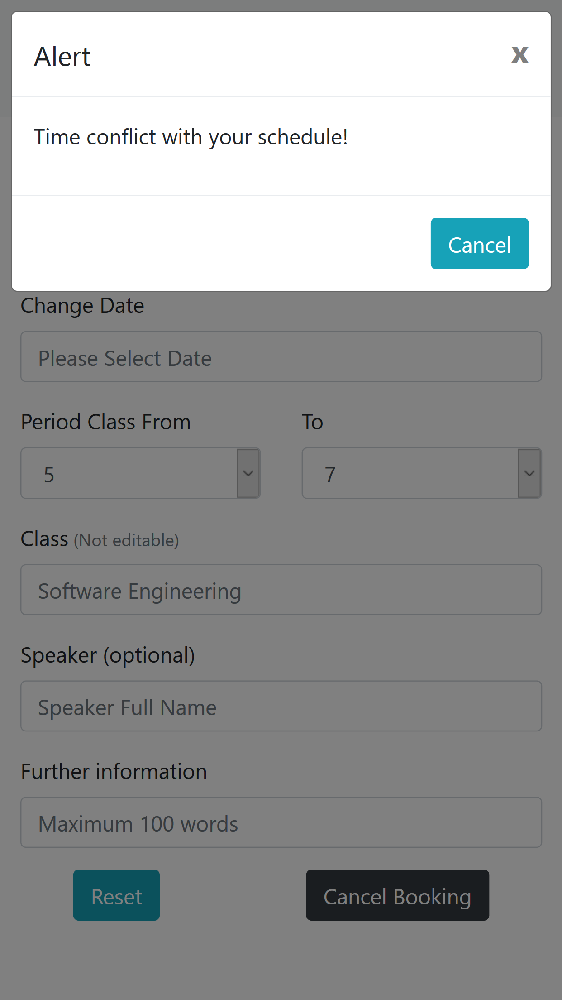 Alert
x
Time conflict with your schedule!
Cancel
Change Date
Please Select Date
Period Class From To
5 7
Class (Not editable)
Software Engineering
Speaker (optional)
Speaker Full Name
Further information
Maximum 100 words
Reset Cancel Booking